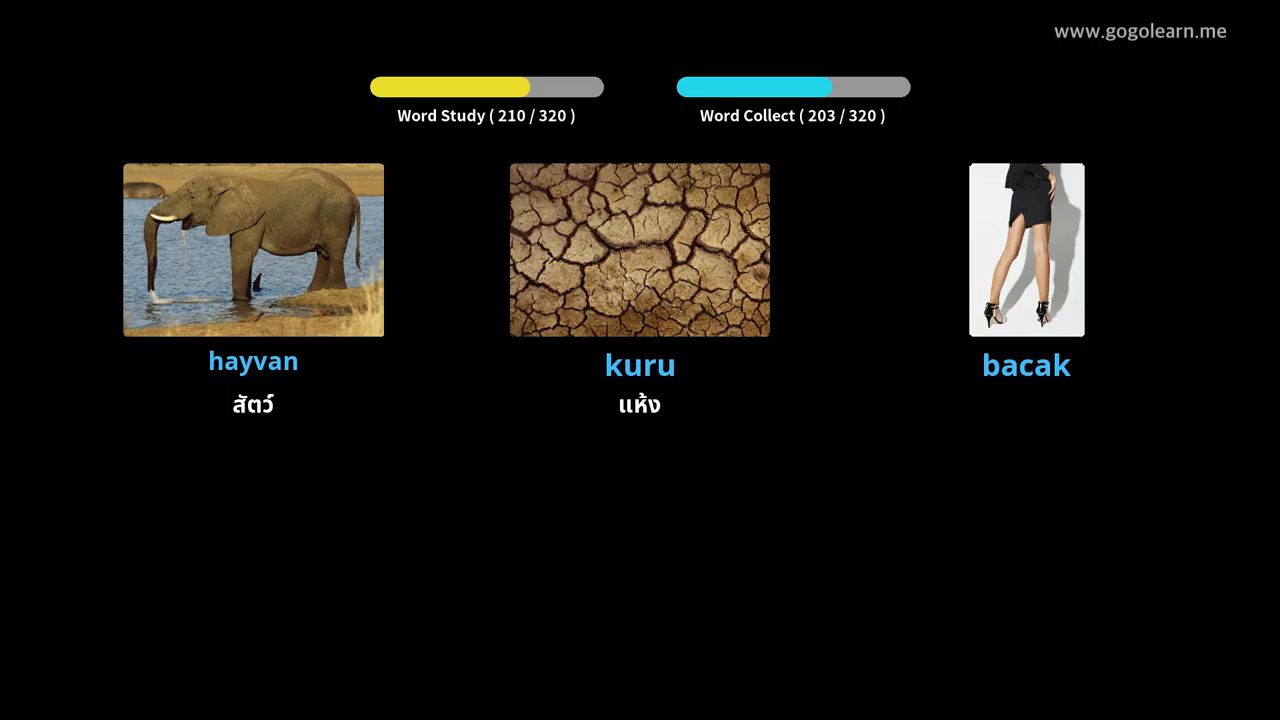 www.gogolearn.me
Word Study ( 210 / 320 )
Word Collect ( 203 / 320 )
hayvan
kuru
bacak
สัตว์
แห้ง